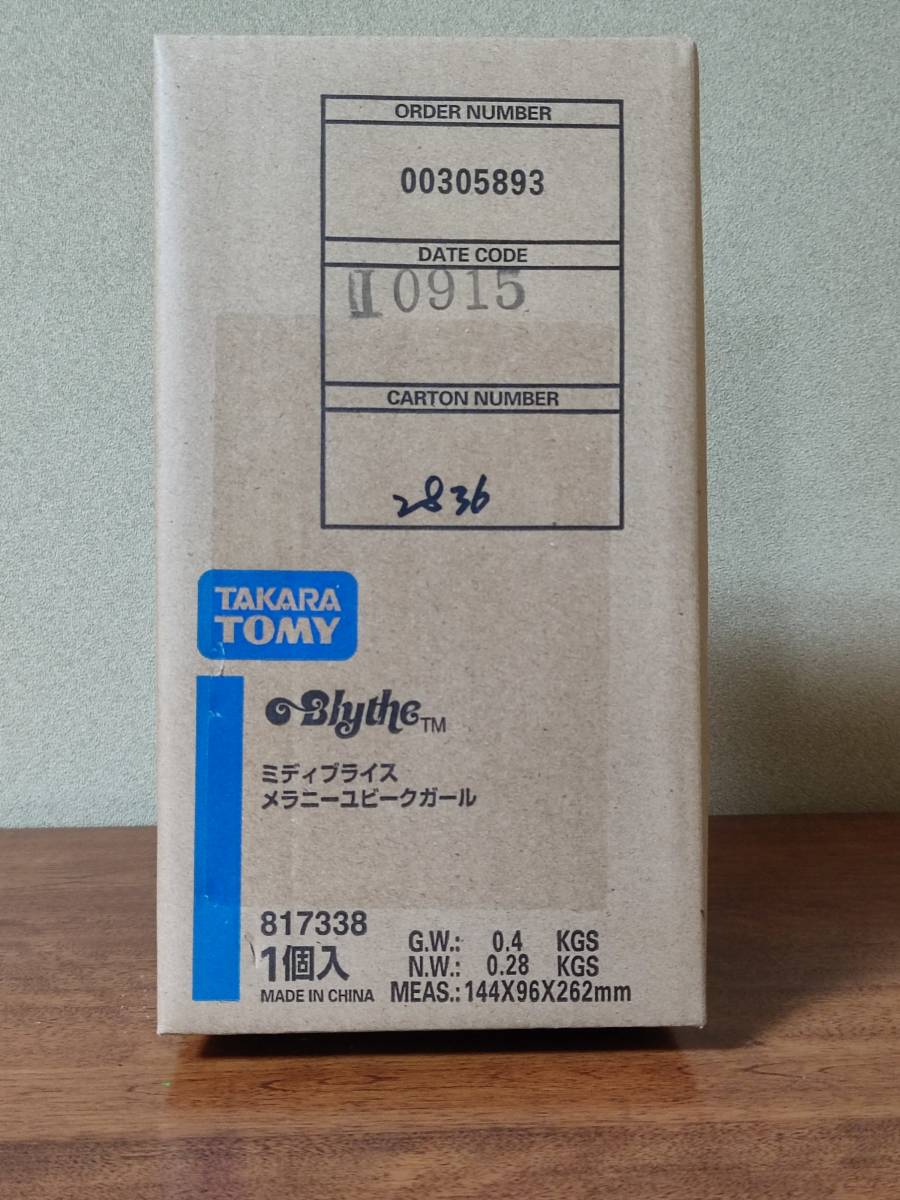 ORDER NUMBER
00305893
DATE CODE
0915
CARTON NUMBER
2836
TAKARA
TOMY
Blythe TM
ミディブライス
メラニーユビークガール
817338
1個入
MADE IN CHINA
G.W.: 0.4 KGS
N.W.: 0.28 KGS
MEAS.:144X96X262mm